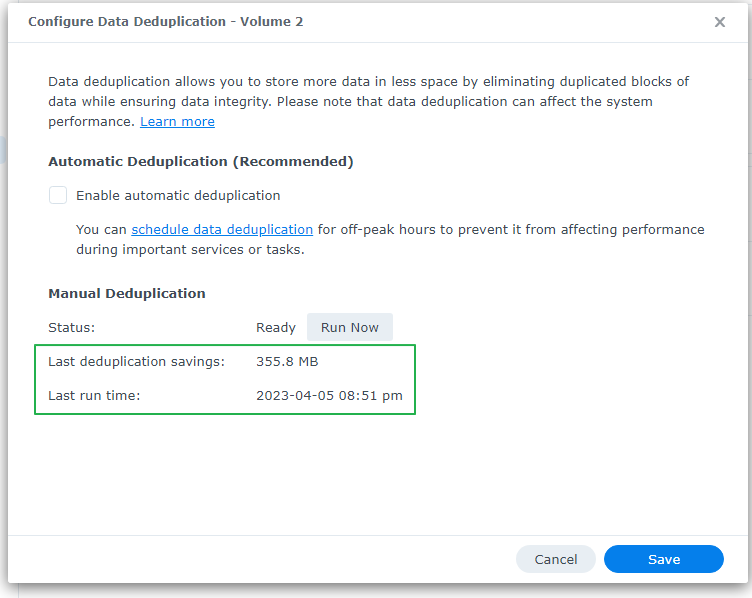 Configure Data Deduplication - Volume 2
Data deduplication allows you to store more data in less space by eliminating duplicated blocks of
data while ensuring data integrity. Please note that data deduplication can affect the system
performance. Learn more
Automatic Deduplication (Recommended)
Enable automatic deduplication
You can schedule data deduplication for off-peak hours to prevent it from affecting performance
during important services or tasks.
Manual Deduplication
Status: Ready Run Now
Last deduplication savings: 355.8 MB
Last run time: 2023-04-05 08:51 pm
Cancel Save